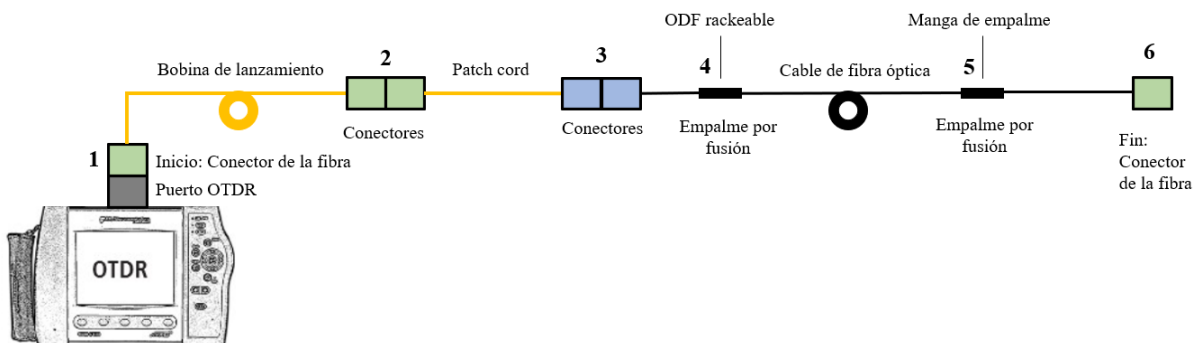 ODF rackeable
Manga de empalme
2
3
6
Bobina de lanzamiento
Patch cord
4
Cable de fibra óptica
5
Conectores
Conectores
Empalme por
fusión
Empalme por
fusión
Fin:
Conector
de la fibra
1
Inicio: Conector de la fibra
Puerto OTDR
OTDR